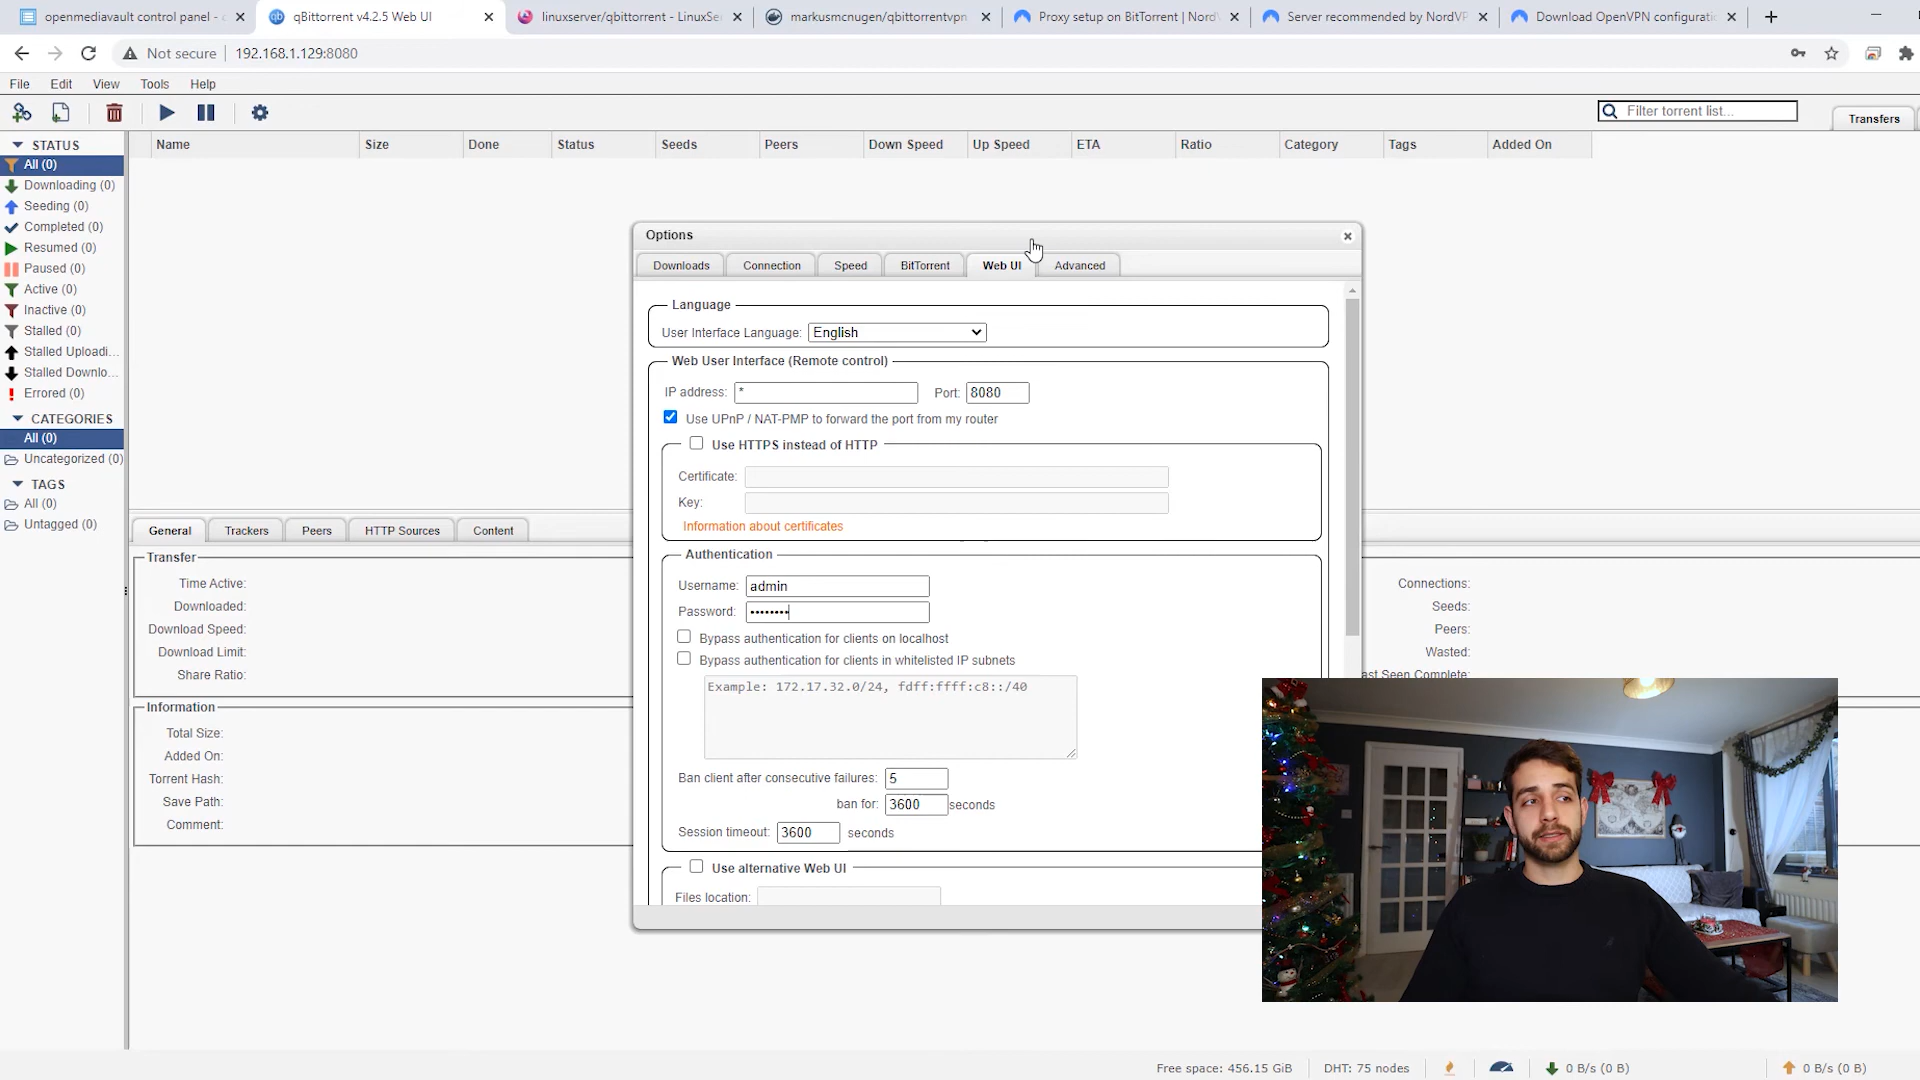 openmediavault control panel -
qBittorrent v4.2.5 Web UI
linuxserver/qbittorrent - LinuxSe
markusmcnugen/qbittorrentvpn
Proxy setup on BitTorrent | Nord
Server recommended by NordVP
Download OpenVPN configurati
Not secure
192.168.1.129:8080
File
Edit
View
Tools
Help
Filter torrent list...
Transfers
STATUS
All (0)
Downloading (0)
Seeding (0)
Completed (0)
Resumed (0)
Paused (0)
Active (0)
Inactive (0)
Stalled (0)
Stalled Uploadi...
Stalled Downlo...
Errored (0)
CATEGORIES
All (0)
Uncategorized (0)
TAGS
All (0)
Untagged (0)
Name
Size
Done
Status
Seeds
Peers
Down Speed
Up Speed
ETA
Ratio
Category
Tags
Added On
Options
Downloads
Connection
Speed
BitTorrent
Web UI
Advanced
Language
User Interface Language: English
Web User Interface (Remote control)
IP address: * Port: 8080
Use UPnP / NAT-PMP to forward the port from my router
Use HTTPS instead of HTTP
Certificate:
Key:
Information about certificates
Authentication
Username: admin
Password: ••••••••
Bypass authentication for clients on localhost
Bypass authentication for clients in whitelisted IP subnets
Example: 172.17.32.0/24, fdff:ffff:c8::/40
Ban client after consecutive failures: 5
ban for: 3600 seconds
Session timeout: 3600 seconds
Use alternative Web UI
Files location:
General
Trackers
Peers
HTTP Sources
Content
Transfer
Time Active:
Downloaded:
Download Speed:
Download Limit:
Share Ratio:
Connections:
Seeds:
Peers:
Wasted:
ast Seen Complete:
Information
Total Size:
Added On:
Torrent Hash:
Save Path:
Comment:
Free space: 456.15 GiB
DHT: 75 nodes
0 B/s (0 B)
0 B/s (0 B)